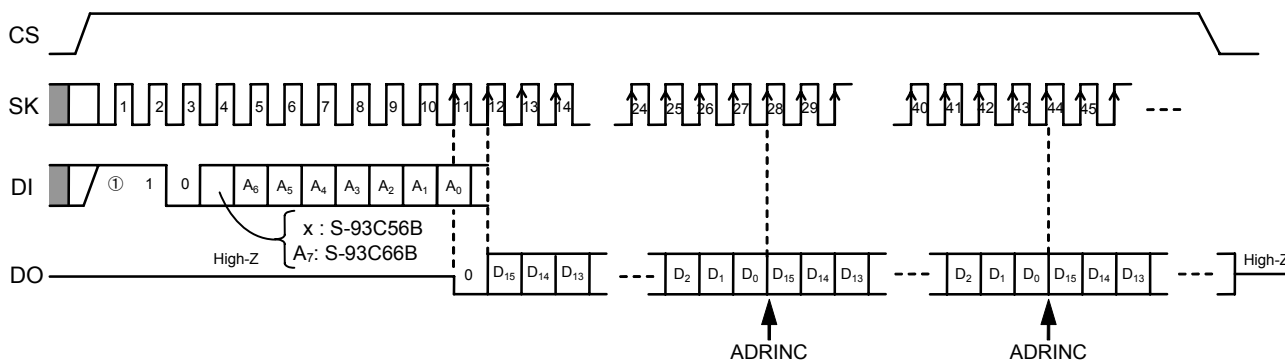 CS
SK 1 2 3 4 5 6 7 8 9 10 11 12 13 14 24 25 26 27 28 29 40 41 42 43 44 45
DI ① 1 0 A₆ A₅ A₄ A₃ A₂ A₁ A₀
x : S-93C56B
A₇: S-93C66B
High-Z
DO 0 D₁₅ D₁₄ D₁₃ D₂ D₁ D₀ D₁₅ D₁₄ D₁₃ D₂ D₁ D₀ D₁₅ D₁₄ D₁₃ High-Z
ADRINC ADRINC